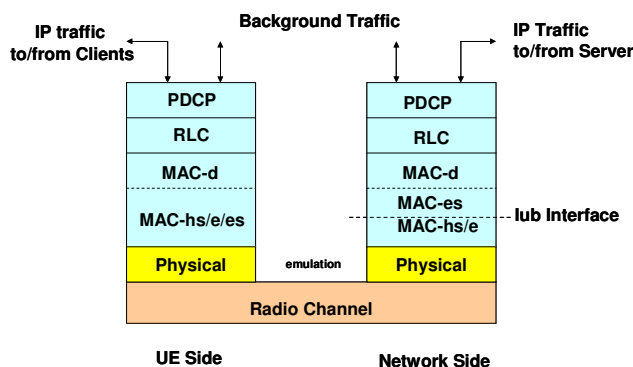 IP traffic
to/from Clients
Background Traffic
IP Traffic
to/from Server
PDCP
RLC
MAC-d
MAC-hs/e/es
Physical
emulation
PDCP
RLC
MAC-d
MAC-es
MAC-hs/e
Iub Interface
Physical
Radio Channel
UE Side
Network Side